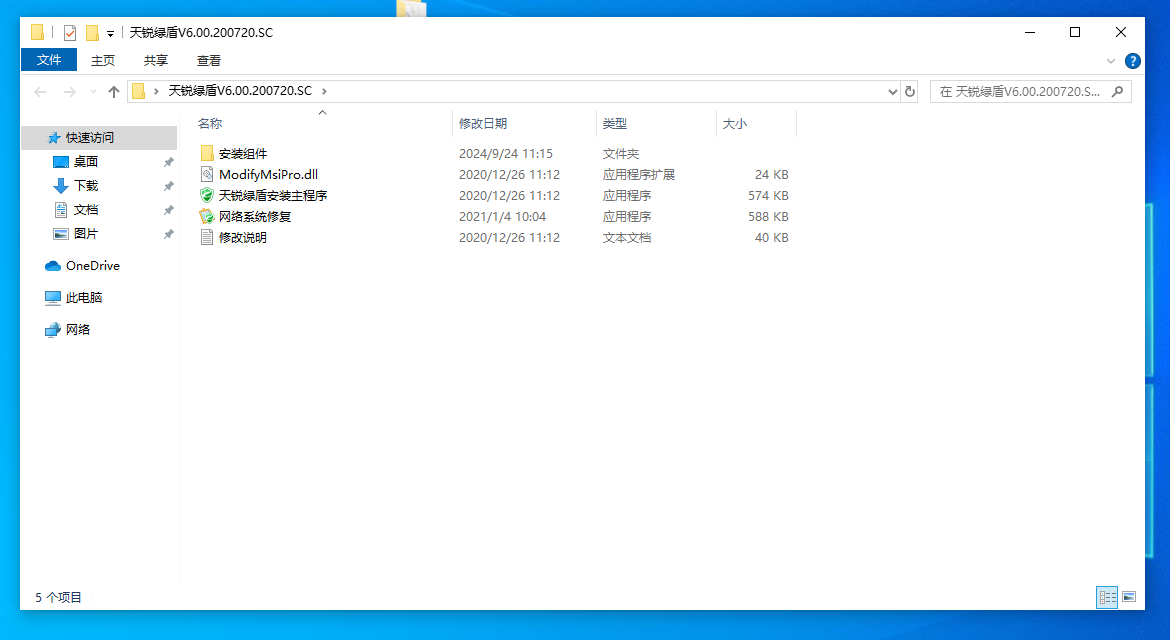 天锐绿盾V6.00.200720.SC
文件 主页 共享 查看
天锐绿盾V6.00.200720.SC
在 天锐绿盾V6.00.200720.S...
名称 修改日期 类型 大小
快速访问
桌面
下载
文档
图片
OneDrive
此电脑
网络
安装组件 2024/9/24 11:15 文件夹
ModifyMsiPro.dll 2020/12/26 11:12 应用程序扩展 24 KB
天锐绿盾安装主程序 2020/12/26 11:12 应用程序 574 KB
网络系统修复 2021/1/4 10:04 应用程序 588 KB
修改说明 2020/12/26 11:12 文本文档 40 KB
5 个项目